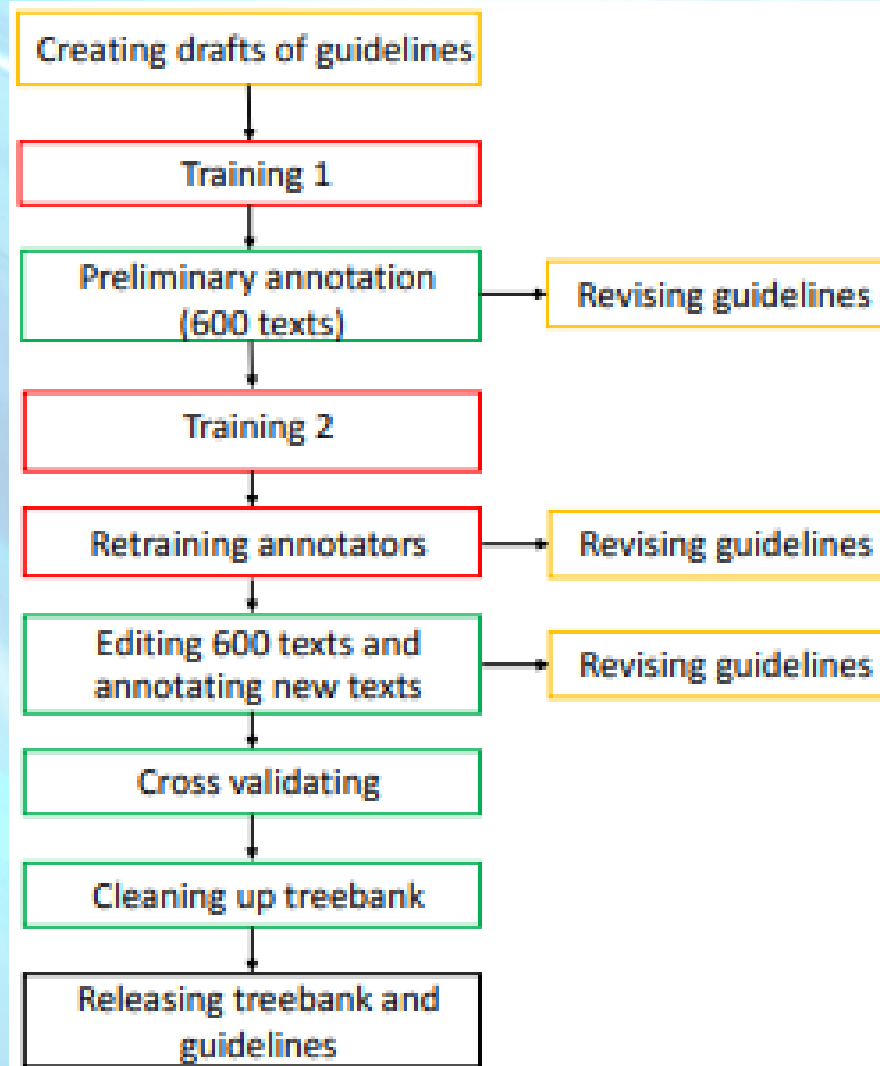 Creating drafts of guidelines
Training 1
Preliminary annotation
(600 texts)
Revising guidelines
Training 2
Retraining annotators
Revising guidelines
Editing 600 texts and
annotating new texts
Revising guidelines
Cross validating
Cleaning up treebank
Releasing treebank and
guidelines